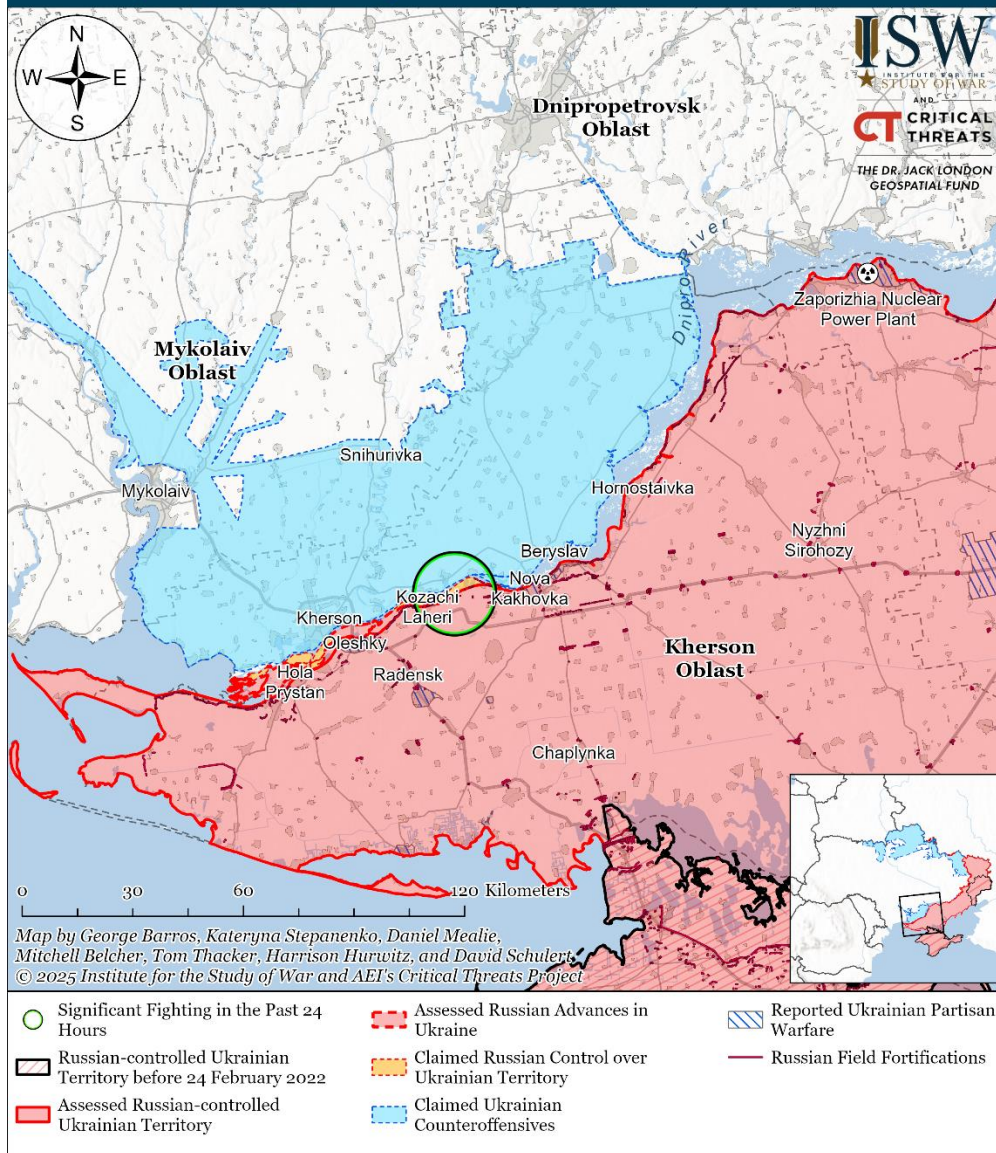 N
W
E
S
ISW
INSTITUTE FOR THE
STUDY OF WAR
AND
CT CRITICAL
THREATS
THE DR. JACK LONDON
GEOSPATIAL FUND
Dnipropetrovsk
Oblast
Dnipro River
Zaporizhia Nuclear
Power Plant
Mykolaiv
Oblast
Snihurivka
Mykolaiv
Hornostaivka
Nyzhni
Sirohozy
Beryslav
Nova
Kakhovka
Kozachi
Laheri
Kherson
Oleshky
Hola
Prystan
Radensk
Kherson
Oblast
Chaplynka
0 30 60 120 Kilometers
Map by George Barros, Kateryna Stepanenko, Daniel Mealie,
Mitchell Belcher, Tom Thacker, Harrison Hurwitz, and David Schulert
© 2025 Institute for the Study of War and AEI's Critical Threats Project
Significant Fighting in the Past 24
Hours
Russian-controlled Ukrainian
Territory before 24 February 2022
Assessed Russian-controlled
Ukrainian Territory
Assessed Russian Advances in
Ukraine
Claimed Russian Control over
Ukrainian Territory
Claimed Ukrainian
Counteroffensives
Reported Ukrainian Partisan
Warfare
Russian Field Fortifications